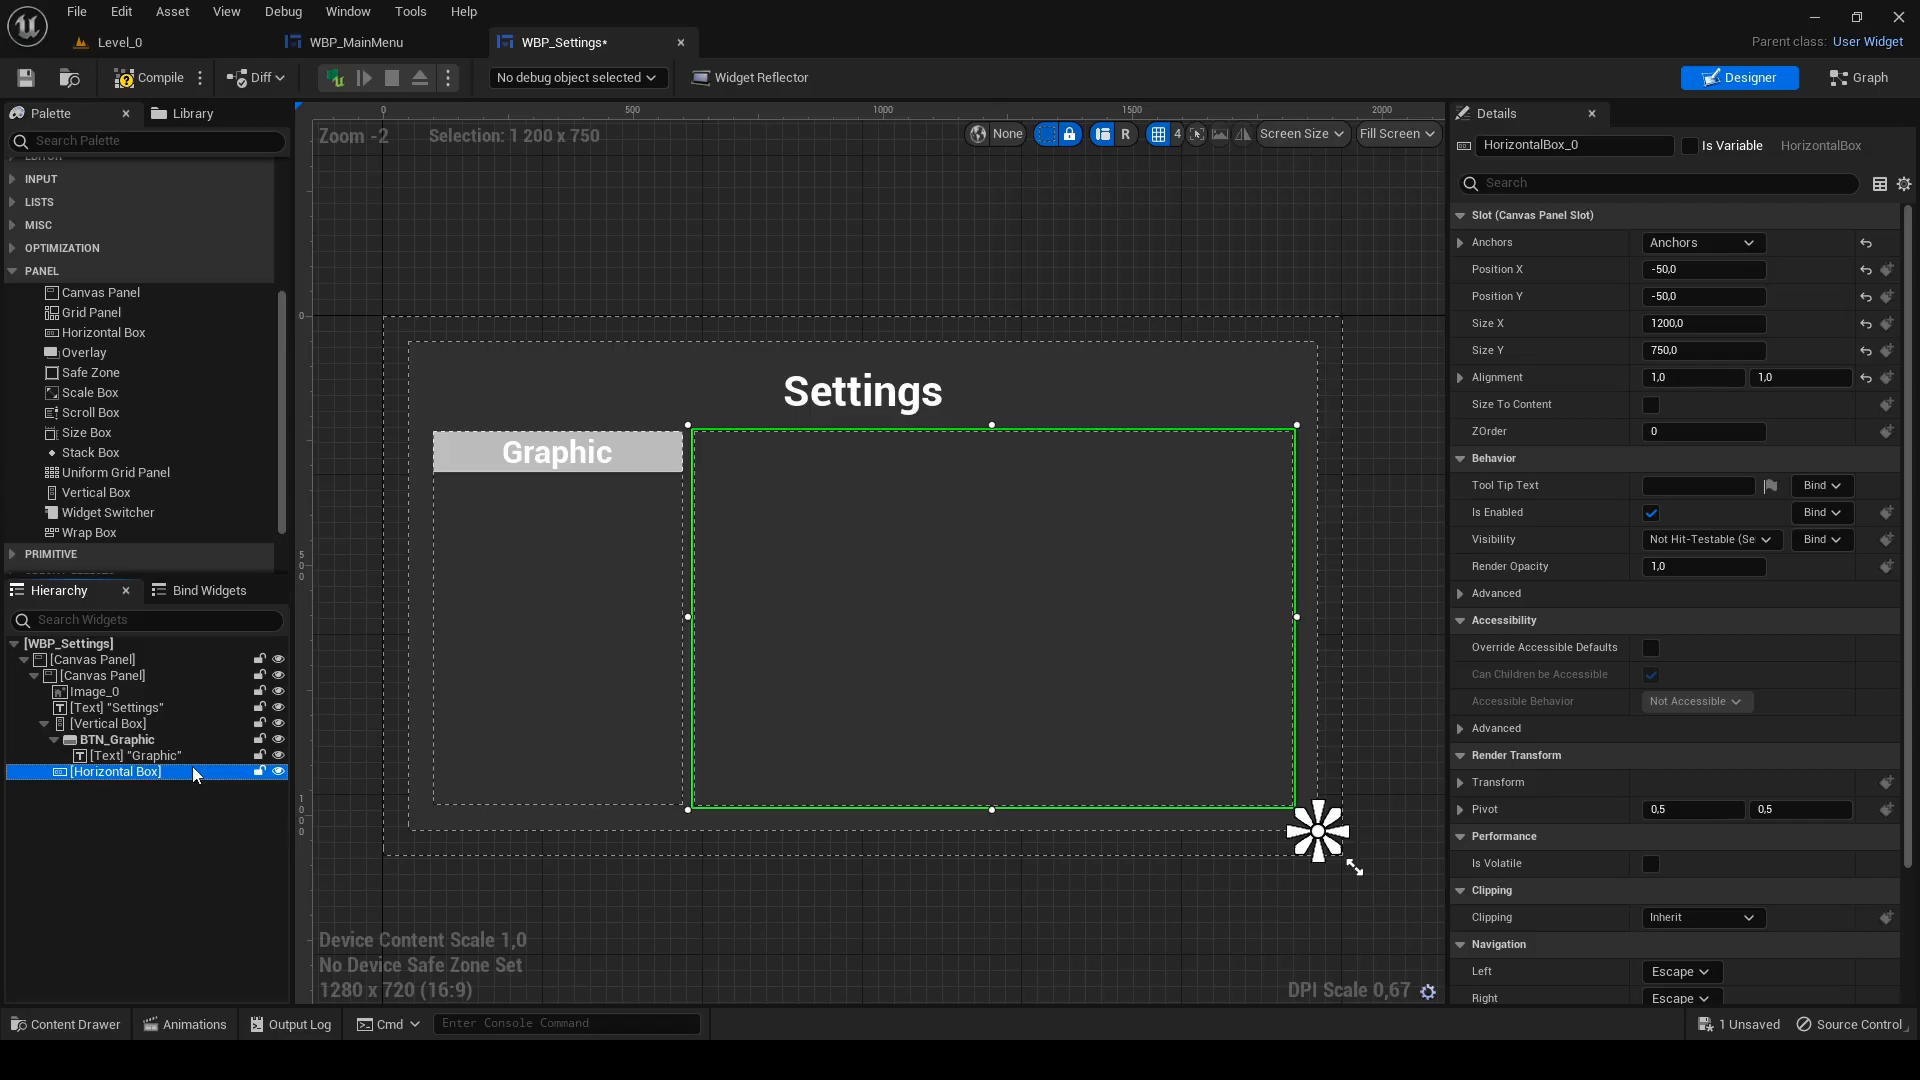 File Edit Asset View Debug Window Tools Help
Level_0 WBP_MainMenu WBP_Settings*
Parent class: User Widget
Compile Diff No debug object selected Widget Reflector Designer Graph
Palette Library
Search Palette
INPUT
LISTS
MISC
OPTIMIZATION
PANEL
Canvas Panel
Grid Panel
Horizontal Box
Overlay
Safe Zone
Scale Box
Scroll Box
Size Box
Stack Box
Uniform Grid Panel
Vertical Box
Widget Switcher
Wrap Box
PRIMITIVE
Hierarchy Bind Widgets
Search Widgets
[WBP_Settings]
[Canvas Panel]
[Canvas Panel]
Image_0
[Text] "Settings"
[Vertical Box]
BTN_Graphic
[Text] "Graphic"
[Horizontal Box]
0 500 1000 1500 2000
Zoom -2 Selection: 1 200 x 750
None R 4 Screen Size Fill Screen
0
500
1000
Settings
Graphic
Device Content Scale 1,0
No Device Safe Zone Set
1280 x 720 (16:9)
DPI Scale 0,67
Details
HorizontalBox_0 Is Variable HorizontalBox
Search
Slot (Canvas Panel Slot)
Anchors Anchors
Position X -50,0
Position Y -50,0
Size X 1200,0
Size Y 750,0
Alignment 1,0 1,0
Size To Content
ZOrder 0
Behavior
Tool Tip Text Bind
Is Enabled Bind
Visibility Not Hit-Testable (Se Bind
Render Opacity 1,0
Advanced
Accessibility
Override Accessible Defaults
Can Children be Accessible
Accessible Behavior Not Accessible
Advanced
Render Transform
Transform
Pivot 0,5 0,5
Performance
Is Volatile
Clipping
Clipping Inherit
Navigation
Left Escape
Right Escape
Content Drawer Animations Output Log Cmd Enter Console Command 1 Unsaved Source Control